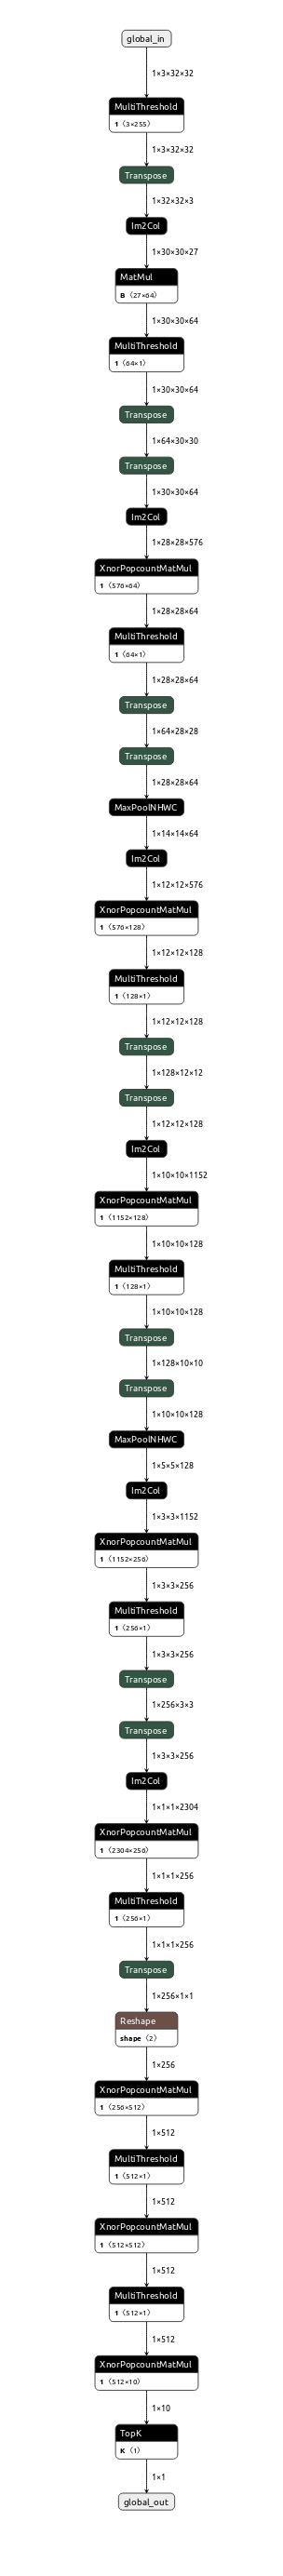 global_in
1×3×32×32
MultiThreshold
1 ⟨3×255⟩
1×3×32×32
Transpose
1×32×32×3
Im2Col
1×30×30×27
MatMul
B ⟨27×64⟩
1×30×30×64
MultiThreshold
1 ⟨64×1⟩
1×30×30×64
Transpose
1×64×30×30
Transpose
1×30×30×64
Im2Col
1×28×28×576
XnorPopcountMatMul
1 ⟨576×64⟩
1×28×28×64
MultiThreshold
1 ⟨64×1⟩
1×28×28×64
Transpose
1×64×28×28
Transpose
1×28×28×64
MaxPoolNHWC
1×14×14×64
Im2Col
1×12×12×576
XnorPopcountMatMul
1 ⟨576×128⟩
1×12×12×128
MultiThreshold
1 ⟨128×1⟩
1×12×12×128
Transpose
1×128×12×12
Transpose
1×12×12×128
Im2Col
1×10×10×1152
XnorPopcountMatMul
1 ⟨1152×128⟩
1×10×10×128
MultiThreshold
1 ⟨128×1⟩
1×10×10×128
Transpose
1×128×10×10
Transpose
1×10×10×128
MaxPoolNHWC
1×5×5×128
Im2Col
1×3×3×1152
XnorPopcountMatMul
1 ⟨1152×256⟩
1×3×3×256
MultiThreshold
1 ⟨256×1⟩
1×3×3×256
Transpose
1×256×3×3
Transpose
1×3×3×256
Im2Col
1×1×1×2304
XnorPopcountMatMul
1 ⟨2304×256⟩
1×1×1×256
MultiThreshold
1 ⟨256×1⟩
1×1×1×256
Transpose
1×256×1×1
Reshape
shape ⟨2⟩
1×256
XnorPopcountMatMul
1 ⟨256×512⟩
1×512
MultiThreshold
1 ⟨512×1⟩
1×512
XnorPopcountMatMul
1 ⟨512×512⟩
1×512
MultiThreshold
1 ⟨512×1⟩
1×512
XnorPopcountMatMul
1 ⟨512×10⟩
1×10
TopK
K ⟨1⟩
1×1
global_out